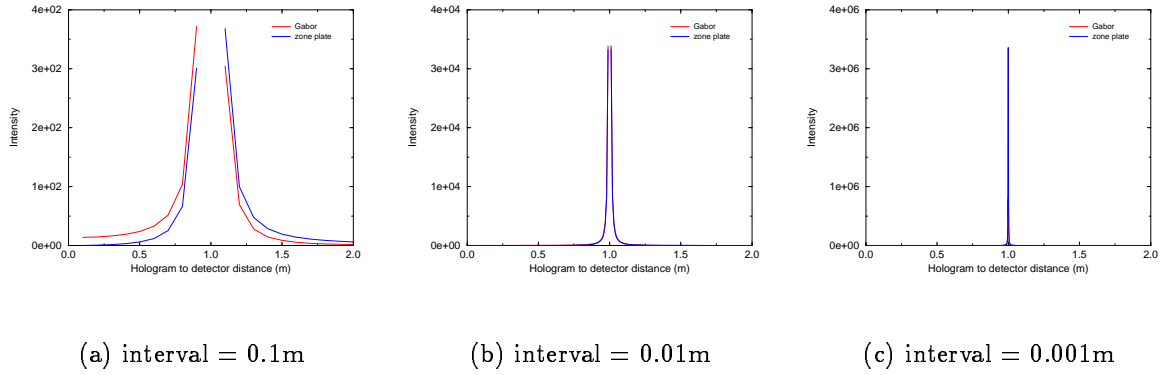 4e+02
3e+02
2e+02
1e+02
0e+00
Intensity
0.0 0.5 1.0 1.5 2.0
Hologram to detector distance (m)
Gabor
zone plate
(a) interval = 0.1m
4e+04
3e+04
2e+04
1e+04
0e+00
Intensity
0.0 0.5 1.0 1.5 2.0
Hologram to detector distance (m)
Gabor
zone plate
(b) interval = 0.01m
4e+06
3e+06
2e+06
1e+06
0e+00
Intensity
0.0 0.5 1.0 1.5 2.0
Hologram to detector distance (m)
Gabor
zone plate
(c) interval = 0.001m